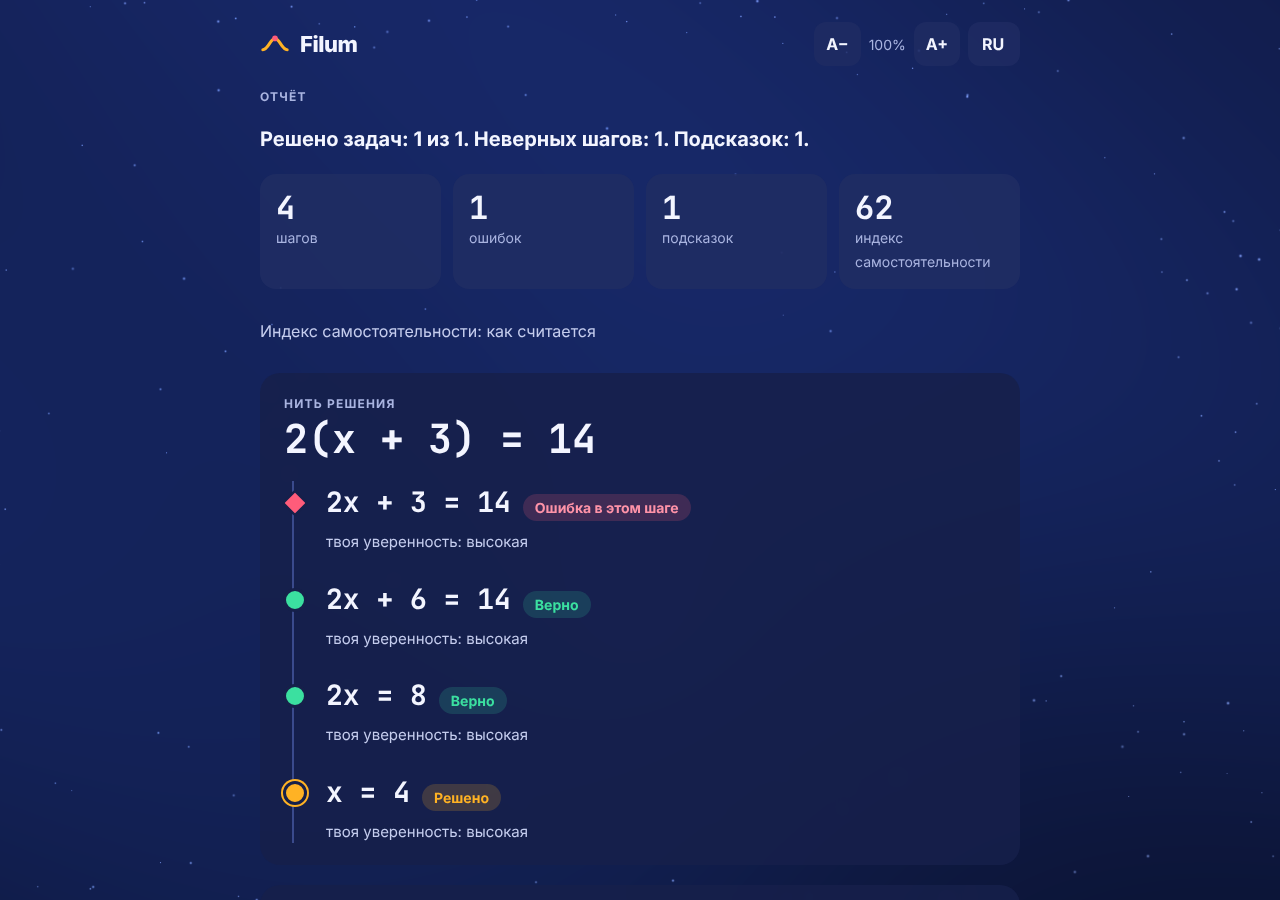 Filum
A− 100% A+ RU
ОТЧЁТ
Решено задач: 1 из 1. Неверных шагов: 1. Подсказок: 1.
4 1 1 62
шагов ошибок подсказок индекс
самостоятельности
Индекс самостоятельности: как считается
НИТЬ РЕШЕНИЯ
2(x + 3) = 14
2x + 3 = 14 Ошибка в этом шаге
твоя уверенность: высокая
2x + 6 = 14 Верно
твоя уверенность: высокая
2x = 8 Верно
твоя уверенность: высокая
x = 4 Решено
твоя уверенность: высокая